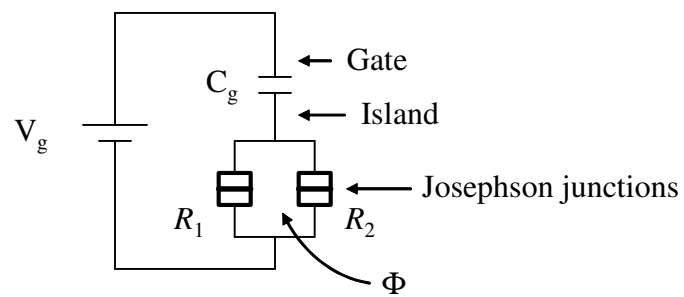 Gate
C_g
Island
V_g
Josephson junctions
R_1
R_2
Φ